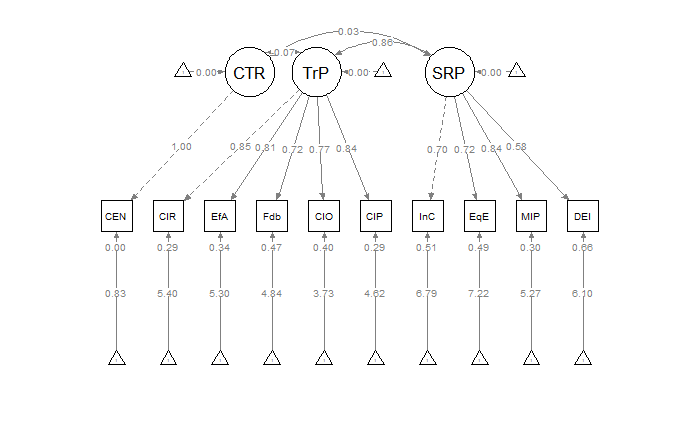 0.03
0.07 0.86
0.00 CTR TrP 0.00 SRP 0.00
1.00 0.85 0.81 0.72 0.77 0.84 0.70 0.72 0.84 0.58
CEN CIR EfA Fdb CIO CIP InC EqE MIP DEI
0.00 0.29 0.34 0.47 0.40 0.29 0.51 0.49 0.30 0.66
0.83 5.40 5.30 4.84 3.73 4.62 6.79 7.22 5.27 6.10